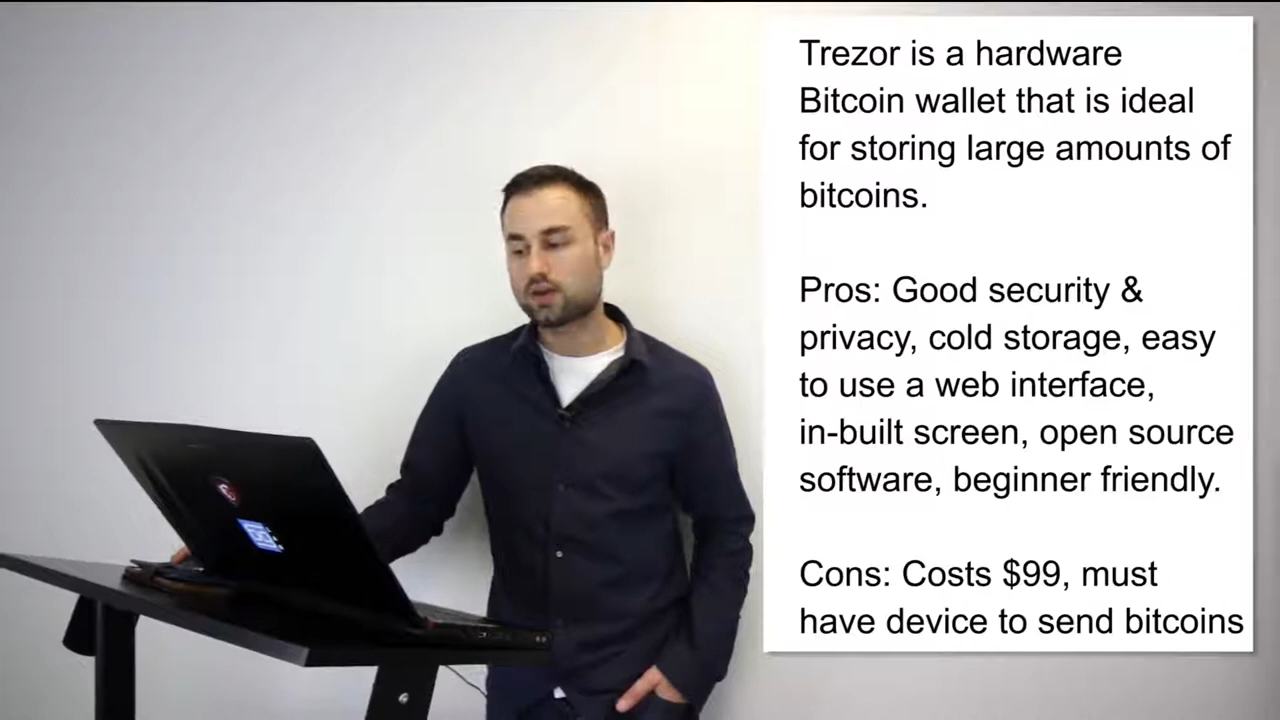 Trezor is a hardware
Bitcoin wallet that is ideal
for storing large amounts of
bitcoins.
Pros: Good security &
privacy, cold storage, easy
to use a web interface,
in-built screen, open source
software, beginner friendly.
Cons: Costs $99, must
have device to send bitcoins